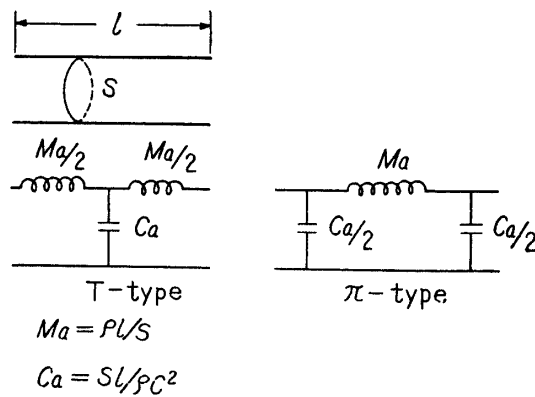 l
S
Ma/2 Ma/2
Ca
T-type
Ma
Ca/2 Ca/2
π-type
Ma = ρl/S
Ca = Sl/ρC²